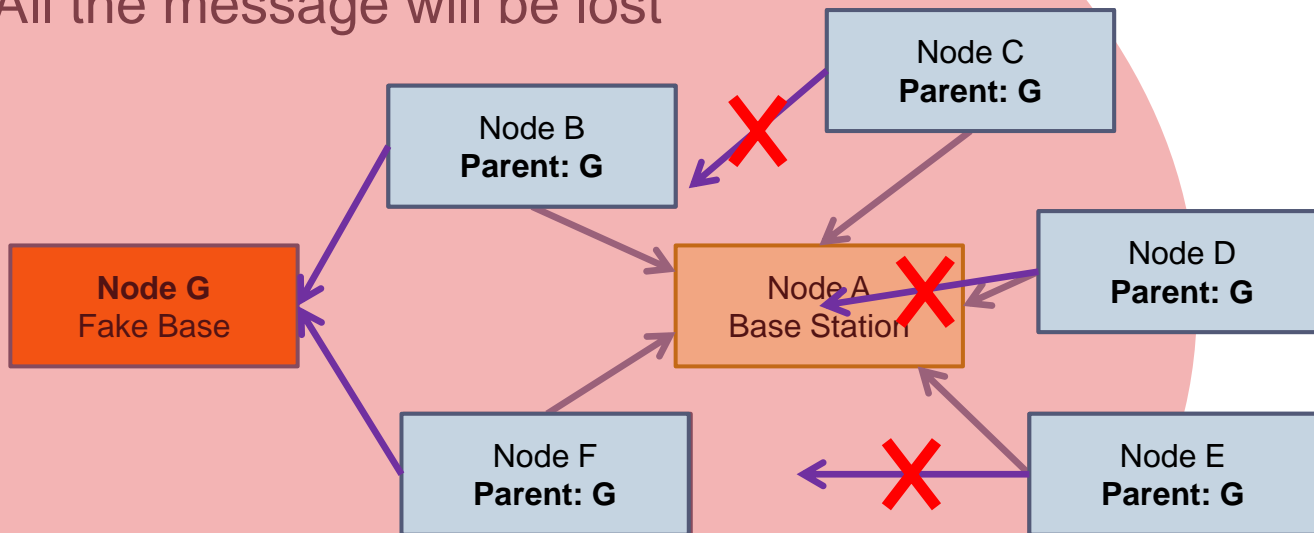 All the message will be lost
Node C
Parent: G
Node B
Parent: G
Node D
Parent: G
Node G
Fake Base
Node A
Base Station
Node F
Parent: G
Node E
Parent: G